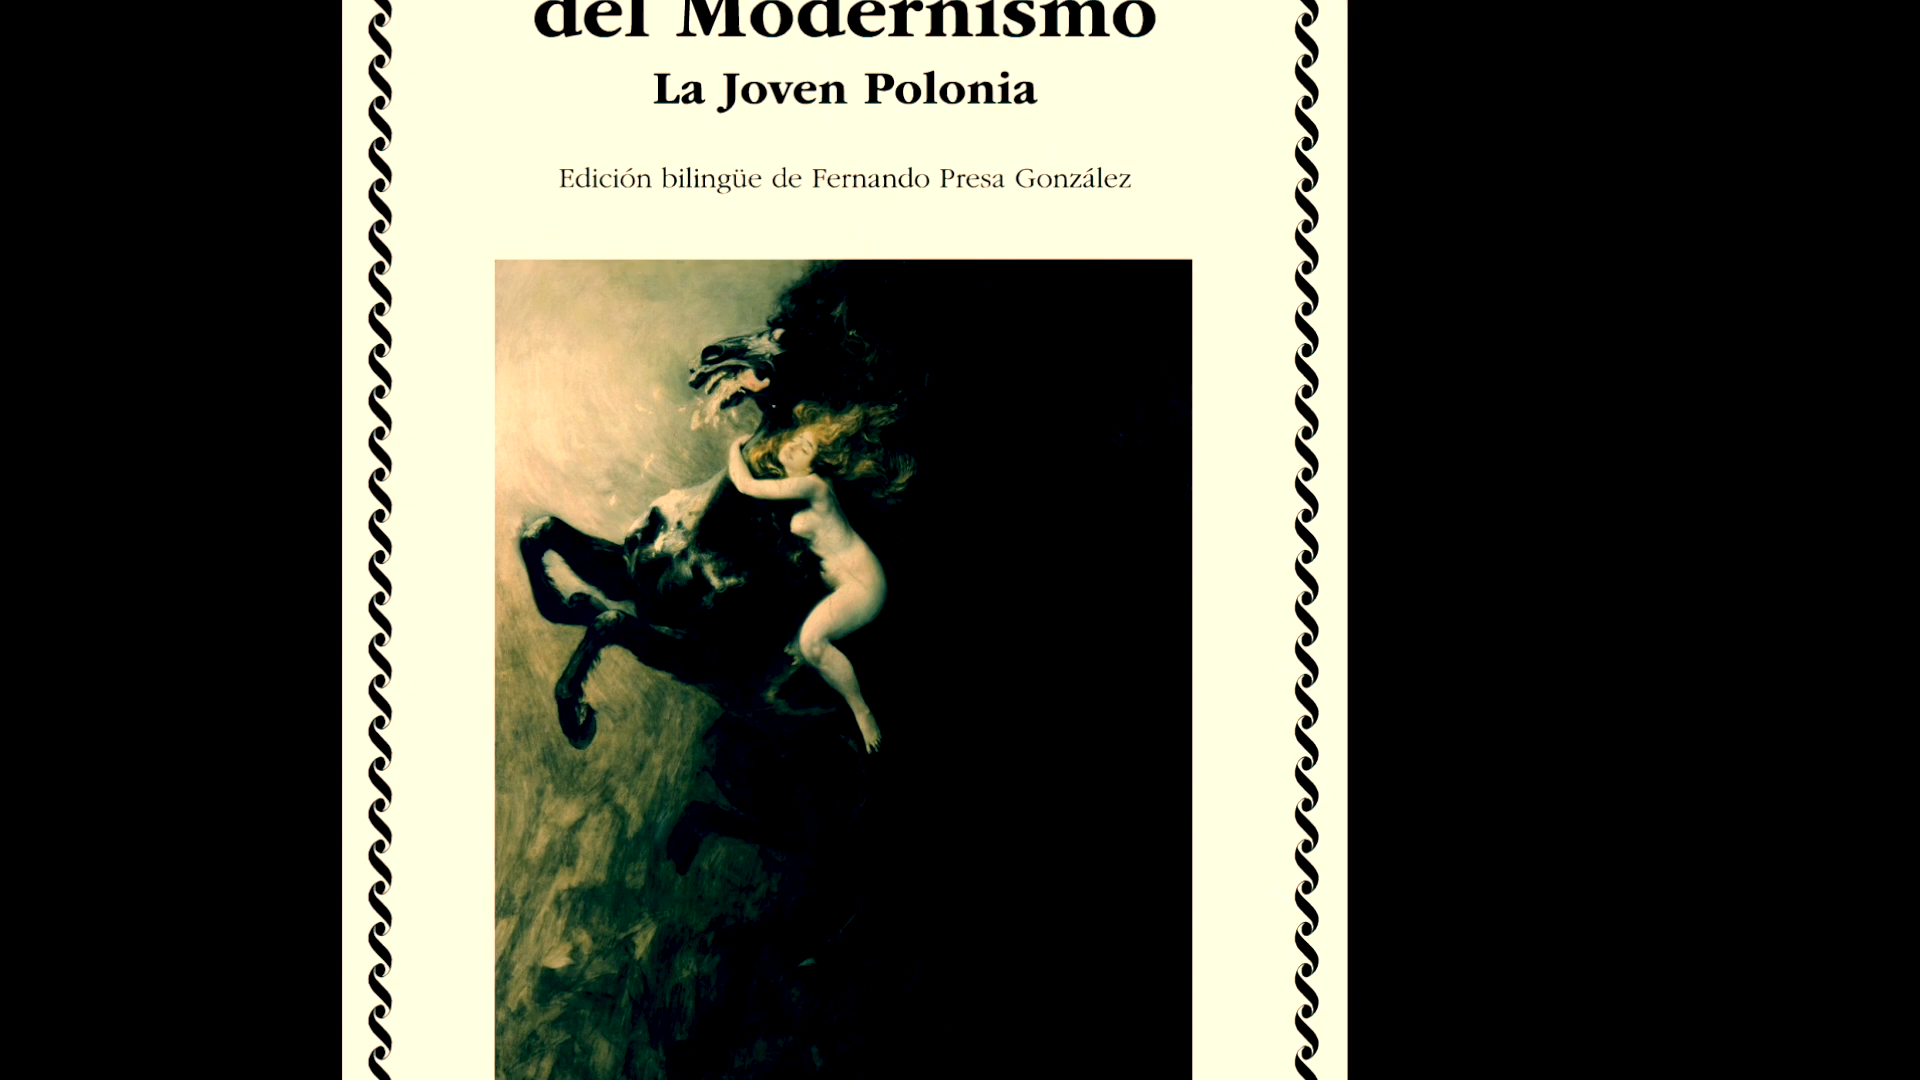 del Modernismo
La Joven Polonia
Edición bilingüe de Fernando Presa González